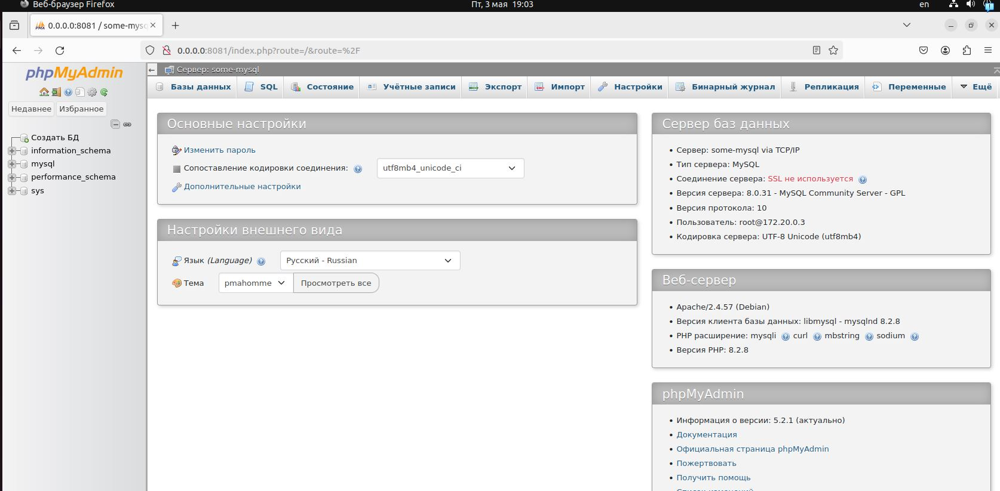 Веб-браузер Firefox
Пт, 3 мая 19:03
en
0.0.0.0:8081 / some-mysq
0.0.0.0:8081/index.php?route=/&route=%2F
phpMyAdmin
Недавнее Избранное
Создать БД
information_schema
mysql
performance_schema
sys
Сервер: some-mysql
Базы данных SQL Состояние Учётные записи Экспорт Импорт Настройки Бинарный журнал Репликация Переменные Ещё
Основные настройки
Изменить пароль
Сопоставление кодировки соединения: utf8mb4_unicode_ci
Дополнительные настройки
Настройки внешнего вида
Язык (Language) Русский - Russian
Тема pmahomme Просмотреть все
Сервер баз данных
• Сервер: some-mysql via TCP/IP
• Тип сервера: MySQL
• Соединение сервера: SSL не используется
• Версия сервера: 8.0.31 - MySQL Community Server - GPL
• Версия протокола: 10
• Пользователь: root@172.20.0.3
• Кодировка сервера: UTF-8 Unicode (utf8mb4)
Веб-сервер
• Apache/2.4.57 (Debian)
• Версия клиента базы данных: libmysql - mysqlnd 8.2.8
• PHP расширение: mysqli curl mbstring sodium
• Версия PHP: 8.2.8
phpMyAdmin
• Информация о версии: 5.2.1 (актуально)
• Документация
• Официальная страница phpMyAdmin
• Пожертвовать
• Получить помощь
• Список изменений